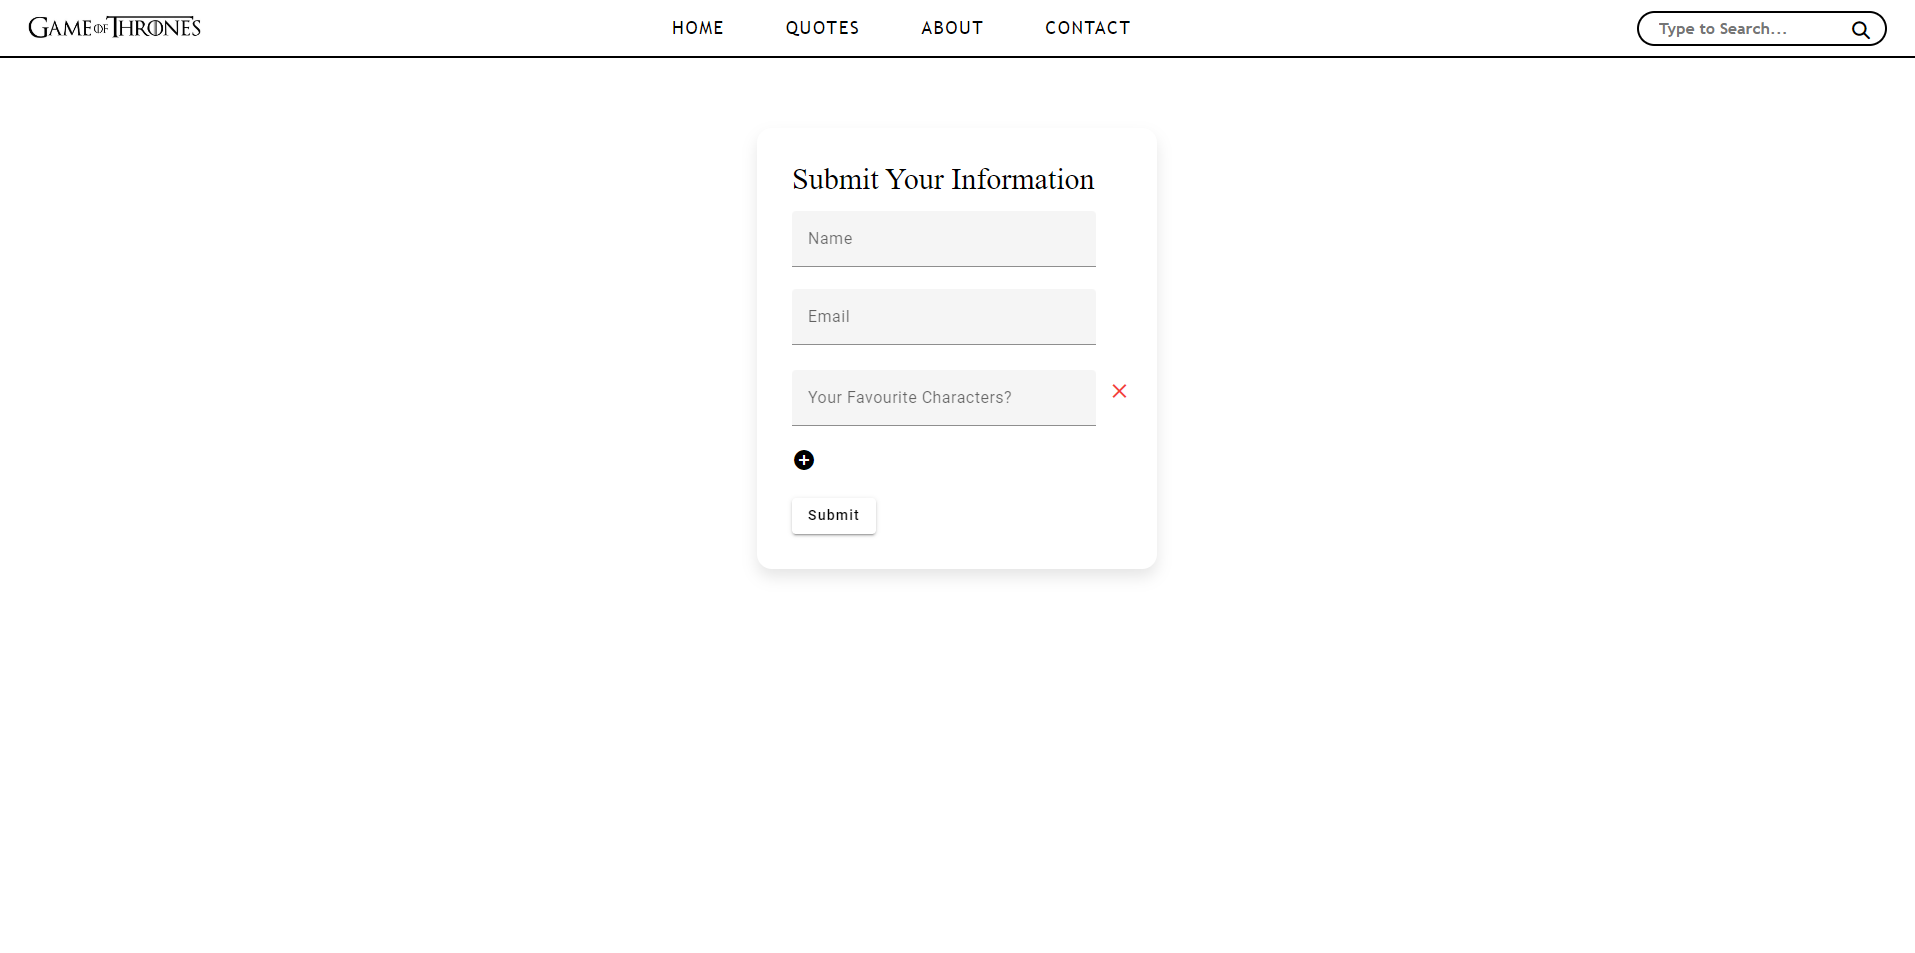 GAME OF THRONES
HOME QUOTES ABOUT CONTACT
Type to Search...
Submit Your Information
Name
Email
Your Favourite Characters?
Submit